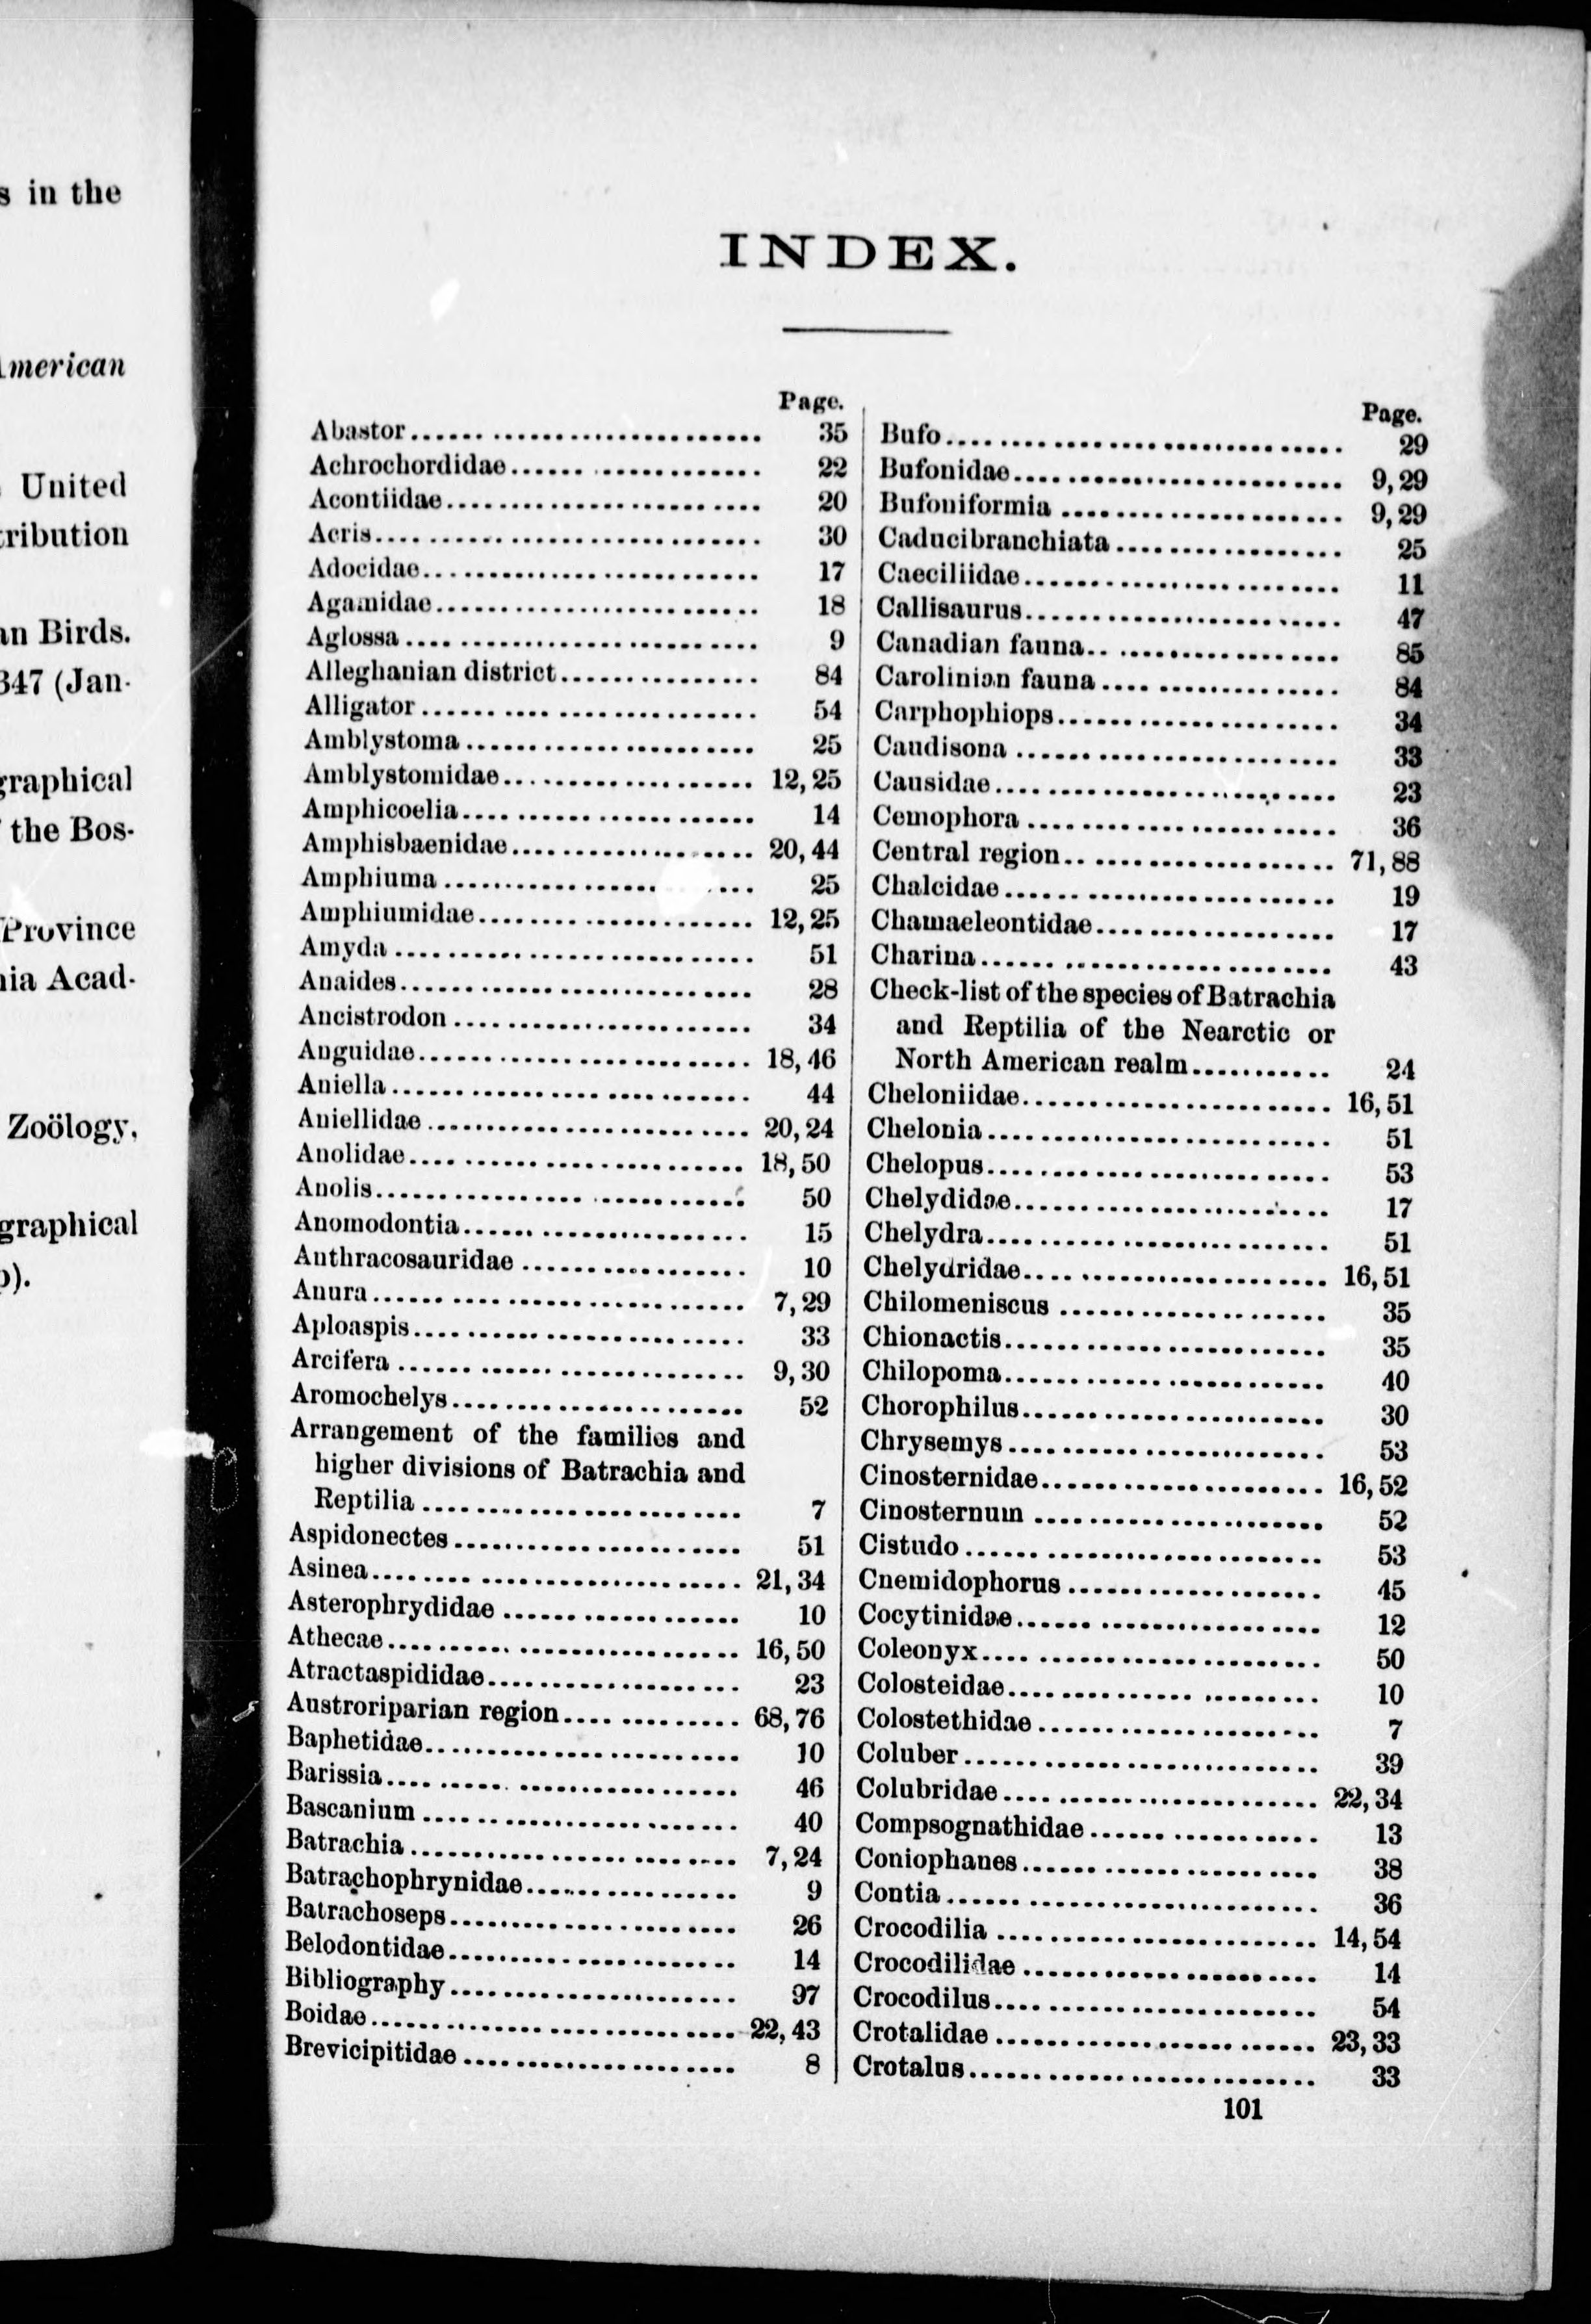 s in the
American
United
tribution
an Birds.
347 (Jan-
graphical
the Bos-
Province
nia Acad-
Zoölogy,
graphical
o).
INDEX.
Page.
Abastor 35
Achrochordidae 22
Acontiidae 20
Acris 30
Adocidae 17
Agamidae 18
Aglossa 9
Alleghanian district 84
Alligator 54
Amblystoma 25
Amblystomidae 12, 25
Amphicoelia 14
Amphisbaenidae 20, 44
Amphiuma 25
Amphiumidae 12, 25
Amyda 51
Anaides 28
Ancistrodon 34
Anguidae 18, 46
Aniella 44
Aniellidae 20, 24
Anolidae 18, 50
Anolis 50
Anomodontia 15
Anthracosauridae 10
Anura 7, 29
Aploaspis 33
Arcifera 9, 30
Aromochelys 52
Arrangement of the families and
higher divisions of Batrachia and
Reptilia 7
Aspidonectes 51
Asinea 21, 34
Asterophrydidae 10
Athecae 16, 50
Atractaspididae 23
Austroriparian region 68, 76
Baphetidae 10
Barissia 46
Bascanium 40
Batrachia 7, 24
Batrachophrynidae 9
Batrachoseps 26
Belodontidae 14
Bibliography 97
Boidae 22, 43
Brevicipitidae 8
Page.
Bufo 29
Bufonidae 9, 29
Bufoniformia 9, 29
Caducibranchiata 25
Caeciliidae 11
Callisaurus 47
Canadian fauna 85
Carolinian fauna 84
Carphophiops 34
Caudisona 33
Causidae 23
Cemophora 36
Central region 71, 88
Chalcidae 19
Chamaeleontidae 17
Charina 43
Check-list of the species of Batrachia
and Reptilia of the Nearctic or
North American realm 24
Cheloniidae 16, 51
Chelonia 51
Chelopus 53
Chelydidae 17
Chelydra 51
Chelydridae 16, 51
Chilomeniscus 35
Chionactis 35
Chilopoma 40
Chorophilus 30
Chrysemys 53
Cinosternidae 16, 52
Cinosternum 52
Cistudo 53
Cnemidophorus 45
Cocytinidae 12
Coleonyx 50
Colosteidae 10
Colostethidae 7
Coluber 39
Colubridae 22, 34
Compsognathidae 13
Coniophanes 38
Contia 36
Crocodilia 14, 54
Crocodilidae 14
Crocodilus 54
Crotalidae 23, 33
Crotalus 33
101